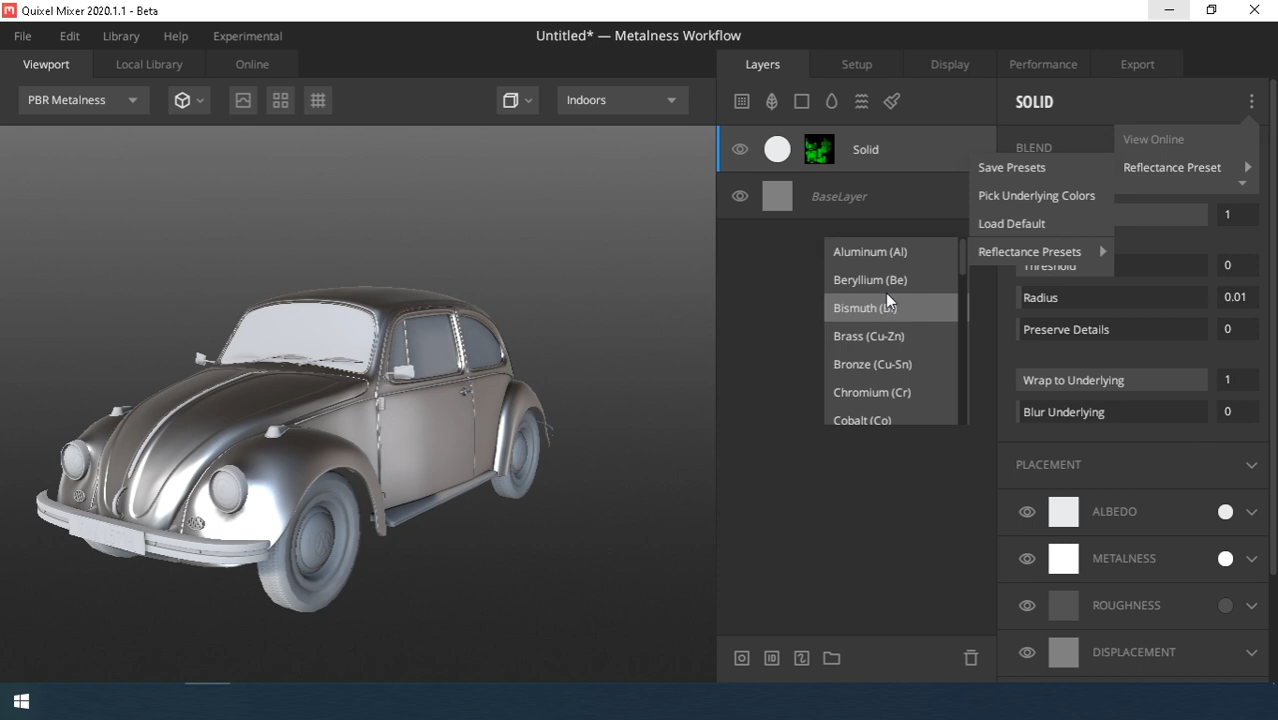 Quixel Mixer 2020.1.1 - Beta
File Edit Library Help Experimental
Untitled* — Metalness Workflow
Viewport Local Library Online
Layers Setup Display Performance Export
PBR Metalness
Indoors
SOLID
Solid
BaseLayer
BLEND
View Online
Reflectance Preset
Save Presets
Pick Underlying Colors
Load Default
Reflectance Presets
Aluminum (Al)
Beryllium (Be)
Bismuth
Brass (Cu-Zn)
Bronze (Cu-Sn)
Chromium (Cr)
Cobalt (Co)
1
Threshold 0
Radius 0.01
Preserve Details 0
Wrap to Underlying 1
Blur Underlying 0
PLACEMENT
ALBEDO
METALNESS
ROUGHNESS
DISPLACEMENT
ID